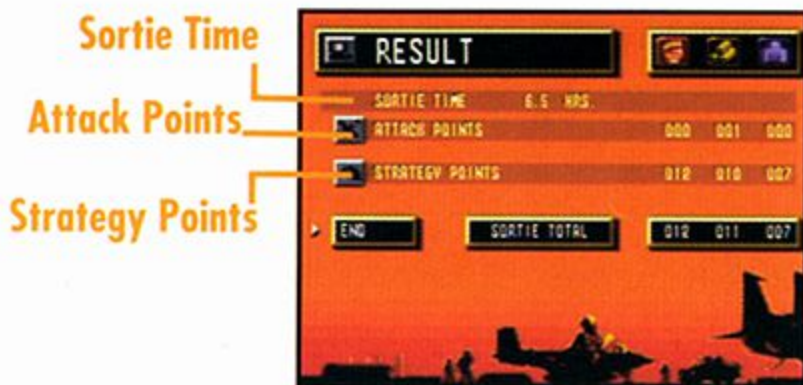 Sortie Time
Attack Points
Strategy Points
RESULT
SORTIE TIME 6.5 HRS.
ATTACK POINTS 000 001 000
STRATEGY POINTS 012 010 007
END SORTIE TOTAL 012 011 007